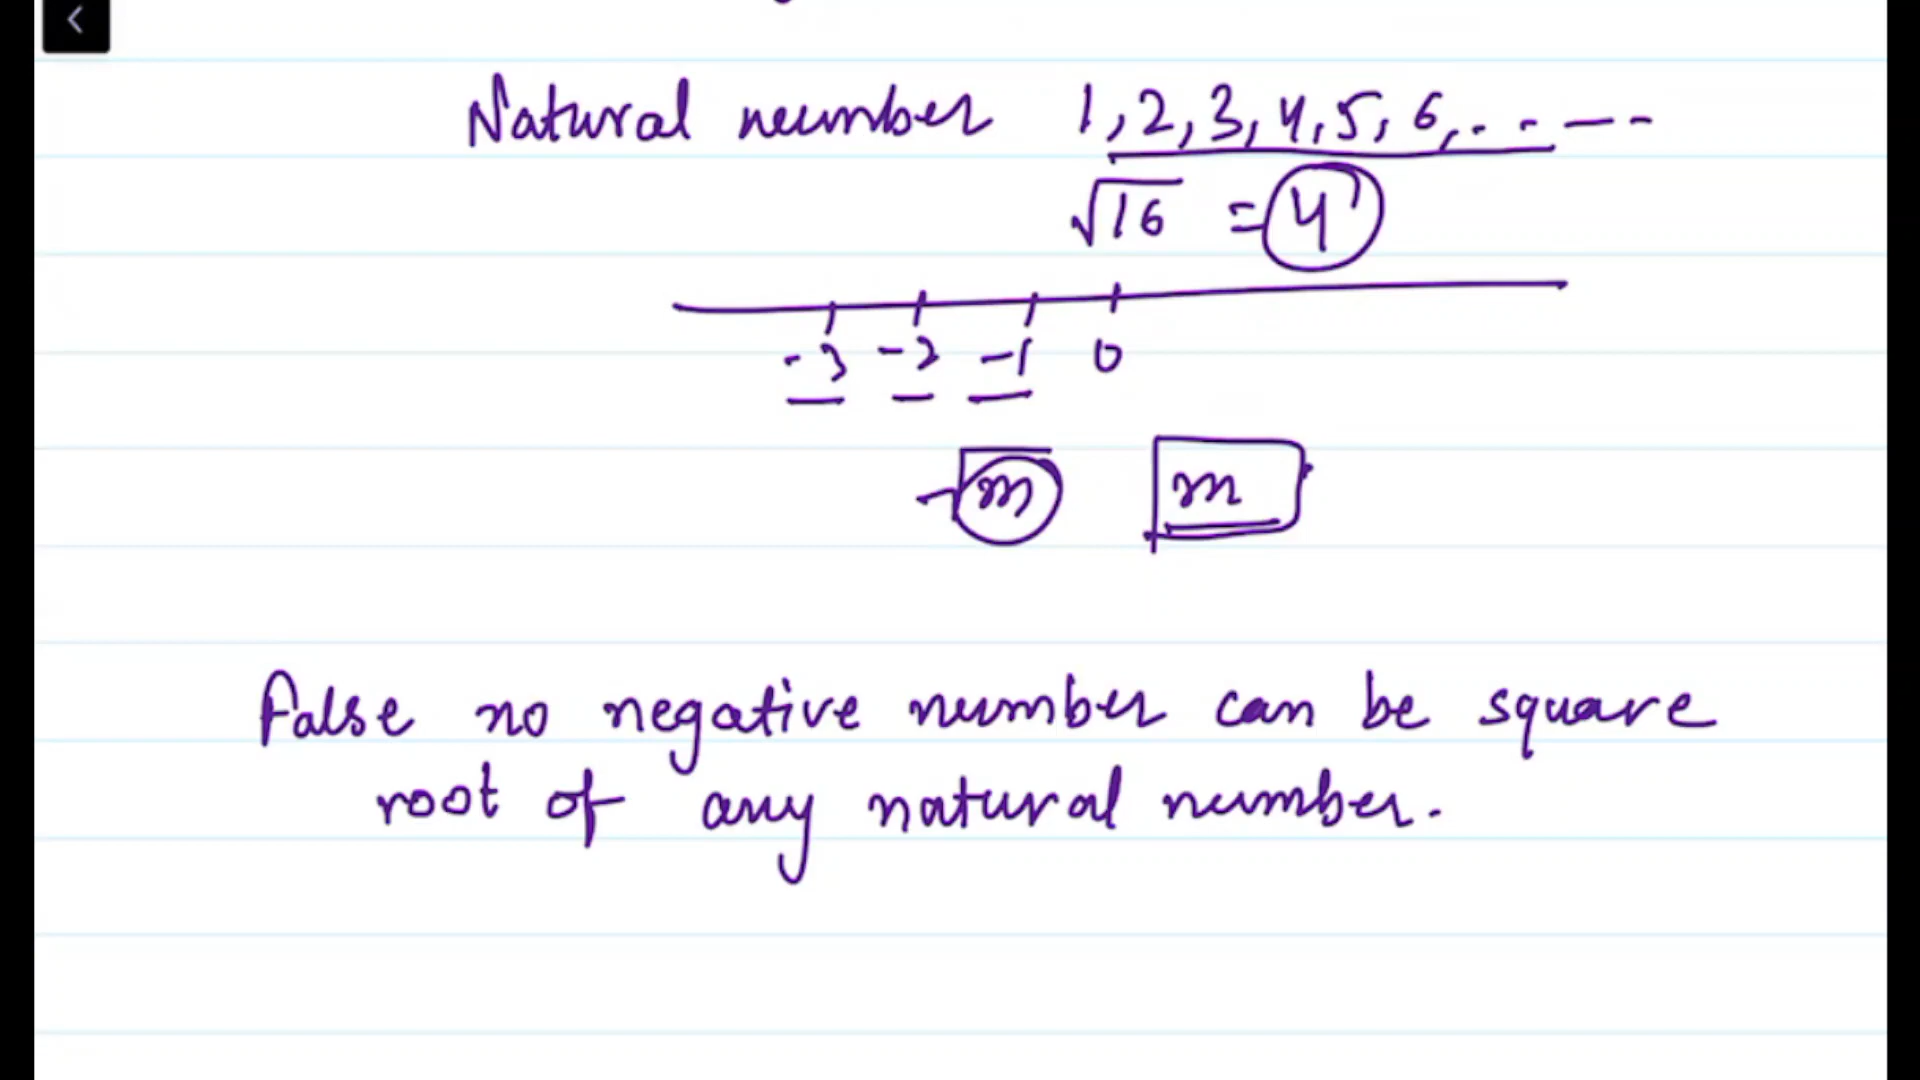 Natural number 1,2,3,4,5,6,..----
√16 = 4
-3 -2 -1 0
√m m
False no negative number can be square
root of any natural number.